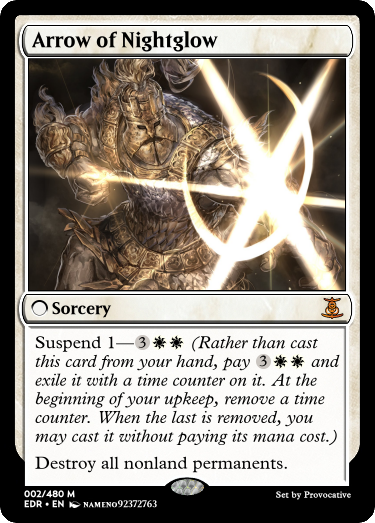 Arrow of Nightglow
Sorcery
Suspend 1—3 (Rather than cast
this card from your hand, pay 3 and
exile it with a time counter on it. At the
beginning of your upkeep, remove a time
counter. When the last is removed, you
may cast it without paying its mana cost.)
Destroy all nonland permanents.
002/480 M
EDR • EN NAMENO92372763
Set by Provocative